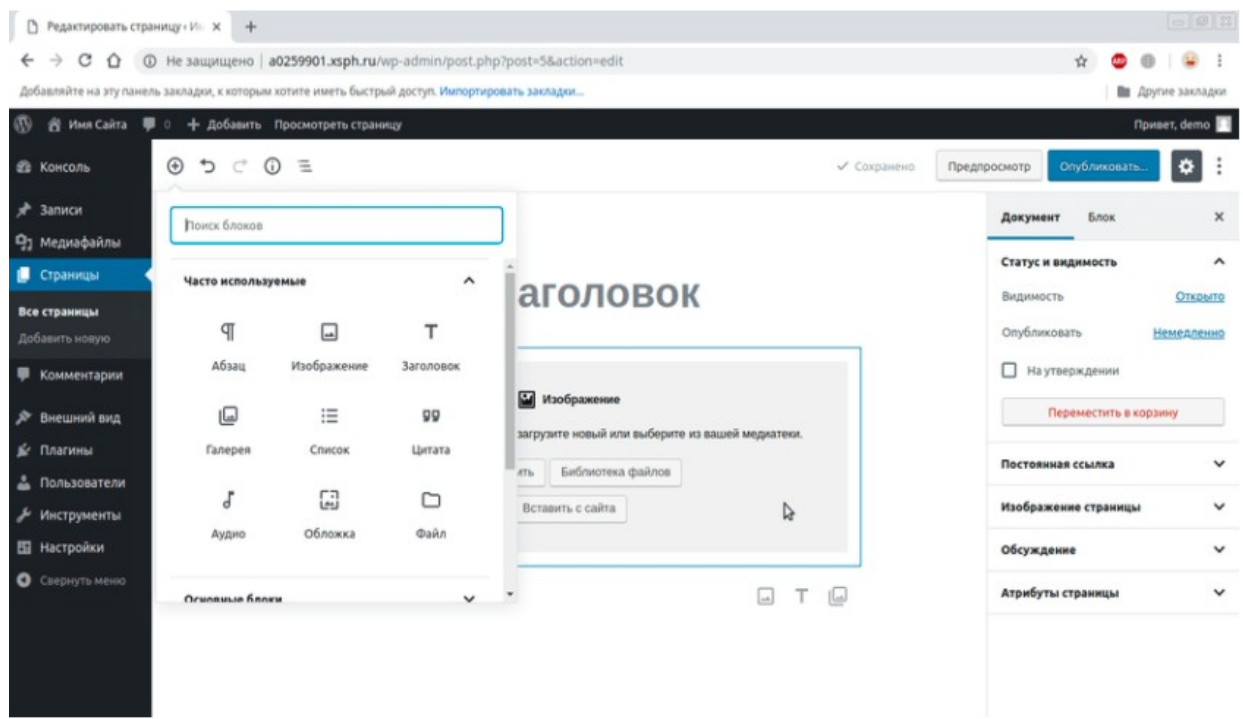 Редактировать страницу ‹ И
Не защищено | a0259901.xsph.ru/wp-admin/post.php?post=5&action=edit
ABP
Добавляйте на эту панель закладки, к которым хотите иметь быстрый доступ. Импортировать закладки...
Другие закладки
Имя Сайта 0 + Добавить Просмотреть страницу Привет, demo
Консоль
Записи
Медиафайлы
Страницы
Все страницы
Добавить новую
Комментарии
Внешний вид
Плагины
Пользователи
Инструменты
Настройки
Свернуть меню
Сохранено Предпросмотр Опубликовать...
Поиск блоков
Часто используемые
Абзац Изображение Заголовок
Галерея Список Цитата
Аудио Обложка Файл
Основные блоки
аголовок
Изображение
загрузите новый или выберите из вашей медиатеки.
ить Библиотека файлов
Вставить с сайта
Документ Блок
Статус и видимость
Видимость Открыто
Опубликовать Немедленно
На утверждении
Переместить в корзину
Постоянная ссылка
Изображение страницы
Обсуждение
Атрибуты страницы